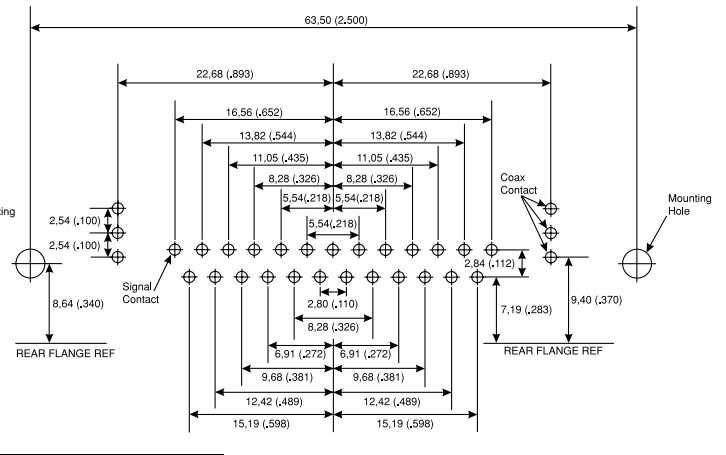 63,50 (2.500)
22,68 (.893) 22,68 (.893)
16,56 (.652) 16,56 (.652)
13,82 (.544) 13,82 (.544)
11,05 (.435) 11,05 (.435)
8,28 (.326) 8,28 (.326)
5,54(.218) 5,54(.218)
5,54(.218)
Coax
Contact
Mounting
Hole
2,54 (.100)
2,54 (.100)
2,84 (.112)
Signal
Contact
8,64 (.340)
2,80 (.110)
7,19 (.283)
9,40 (.370)
8,28 (.326)
REAR FLANGE REF REAR FLANGE REF
6,91 (.272) 6,91 (.272)
9,68 (.381) 9,68 (.381)
12,42 (.489) 12,42 (.489)
15,19 (.598) 15,19 (.598)